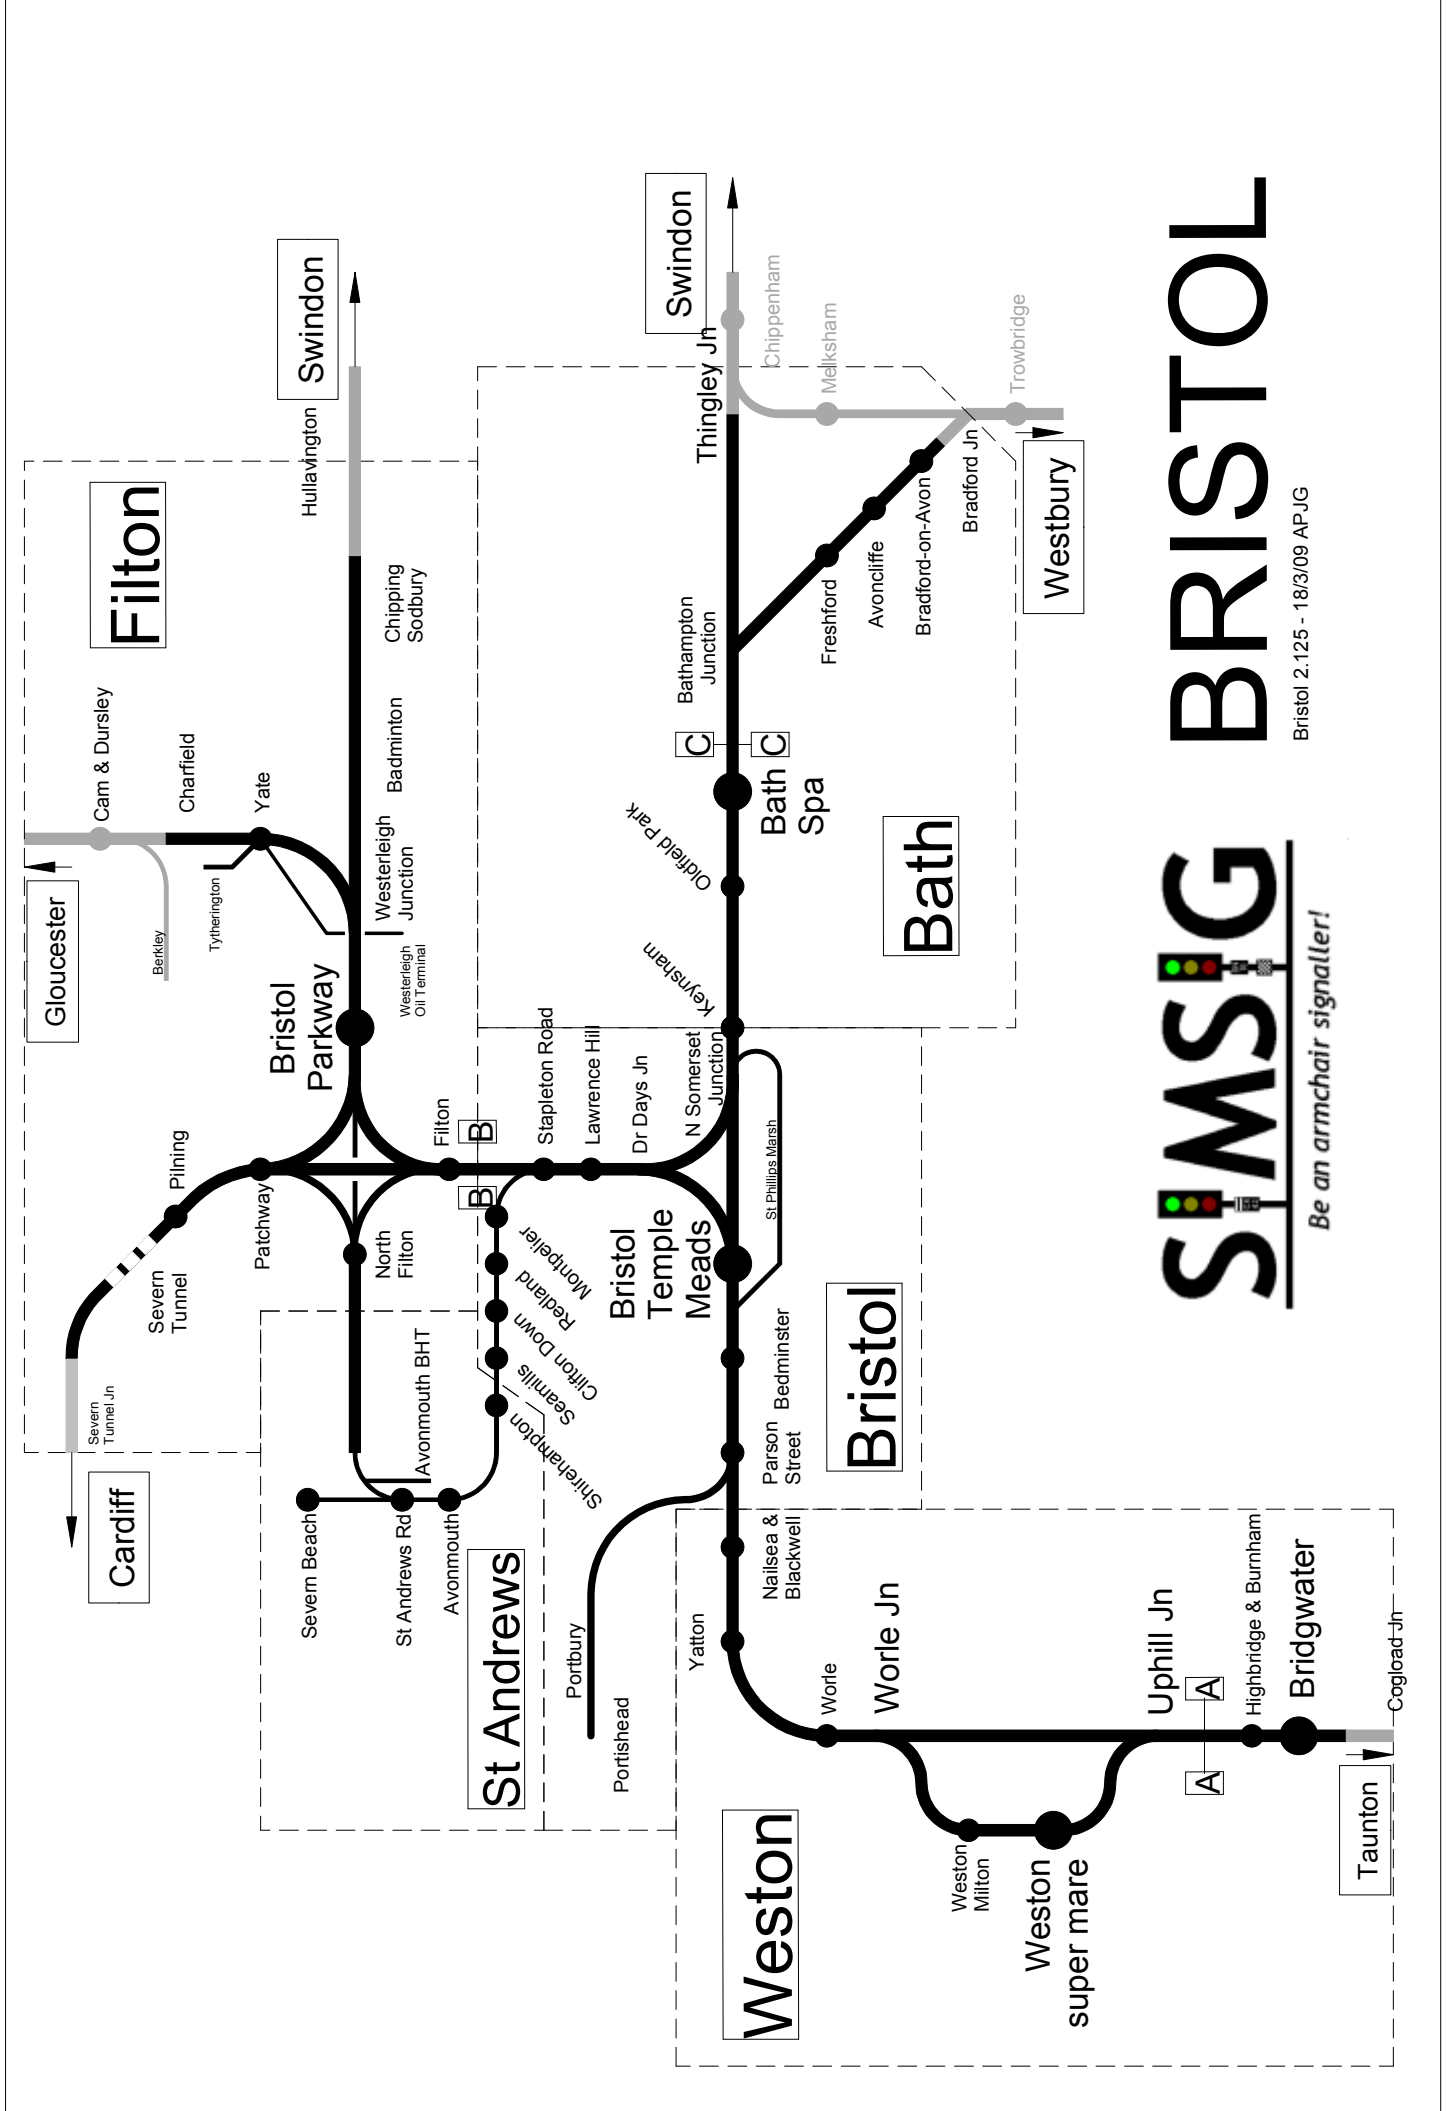 Cardiff
Severn
Tunnel Jn
Severn
Tunnel
Pilning
Patchway
Gloucester
Berkley
Cam & Dursley
Charfield
Tytherington
Yate
Filton
Hullavington
Swindon
Bristol
Parkway
Westerleigh
Junction
Westerleigh
Oil Terminal
Badminton
Chipping
Sodbury
North
Filton
Filton
B
B
Severn Beach
St Andrews Rd
Avonmouth
Avonmouth BHT
St Andrews
Shirehampton
Seamills
Clifton Down
Redland
Montpelier
Stapleton Road
Lawrence Hill
Dr Days Jn
N Somerset
Junction
Portbury
Portishead
Bristol
Temple
Meads
St Phillips Marsh
Keynsham
Oldfield Park
Bath
Spa
C
C
Bathampton
Junction
Thingley Jn
Swindon
Chippenham
Melksham
Trowbridge
Freshford
Avoncliffe
Bradford-on-Avon
Bradford Jn
Westbury
Bath
Bedminster
Parson
Street
Bristol
Nailsea &
Blackwell
Yatton
Worle
Worle Jn
Weston
Weston
Milton
Weston
super mare
Uphill Jn
A
A
Highbridge & Burnham
Bridgwater
Cogload Jn
Taunton
SIMSIG
Be an armchair signaller!
BRISTOL
Bristol 2.125 - 18/3/09 APJG